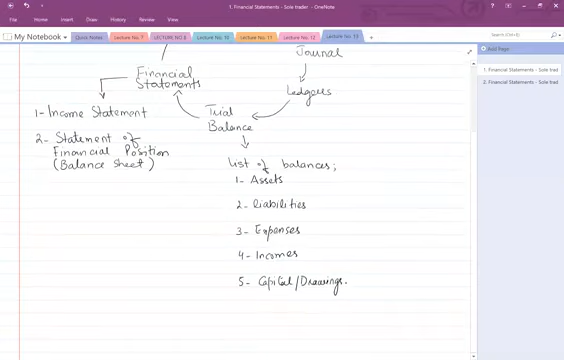 1. Financial Statements - Sole trader - OneNote
File Home Insert Draw History Review View
My Notebook
Quick Notes Lecture No. 7 LECTURE NO 8 Lecture No. 10 Lecture No. 11 Lecture No. 12 Lecture No. 13 +
Search (Ctrl+E)
Add Page
1. Financial Statements - Sole trad
2. Financial Statements - Sole trad
Journal
Ledgers
Trial
Balance
Financial
Statements
1- Income Statement
2- Statement of
Financial Position
(Balance sheet)
List of balances;
1- Assets
2- Liabilities
3- Expenses
4- Incomes
5- Capital/Drawings.